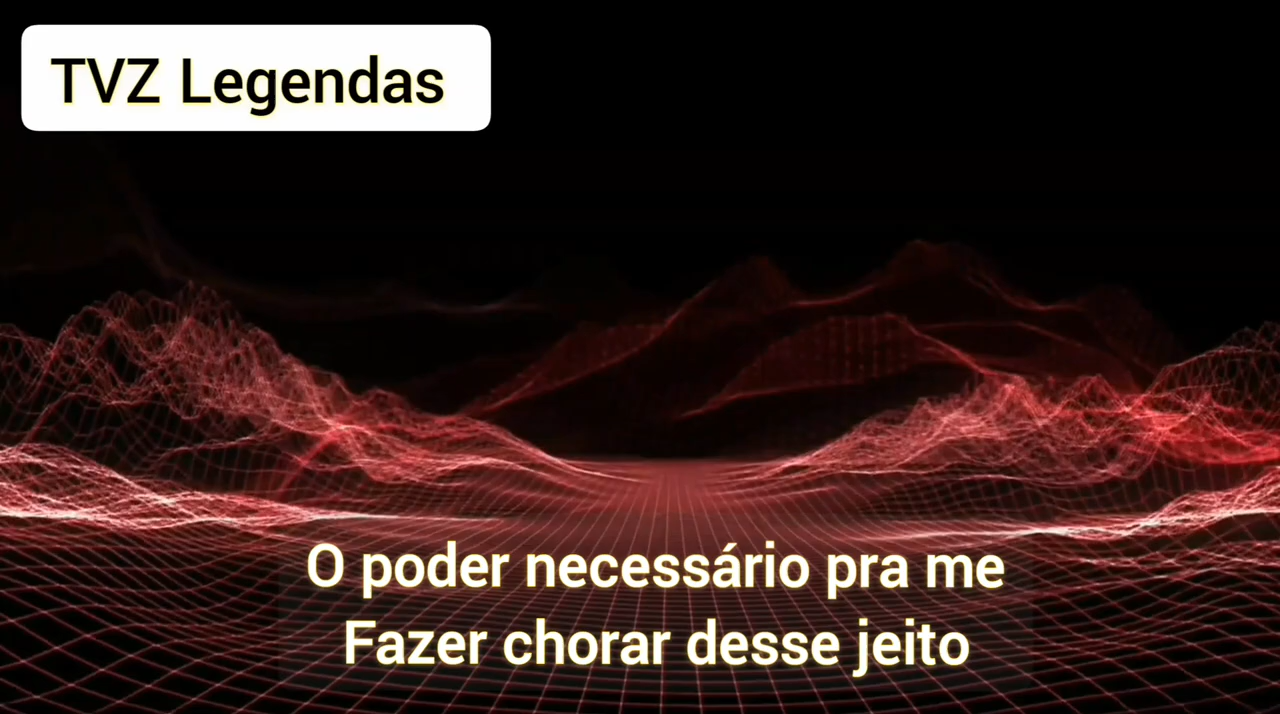 TVZ Legendas
O poder necessário pra me
Fazer chorar desse jeito